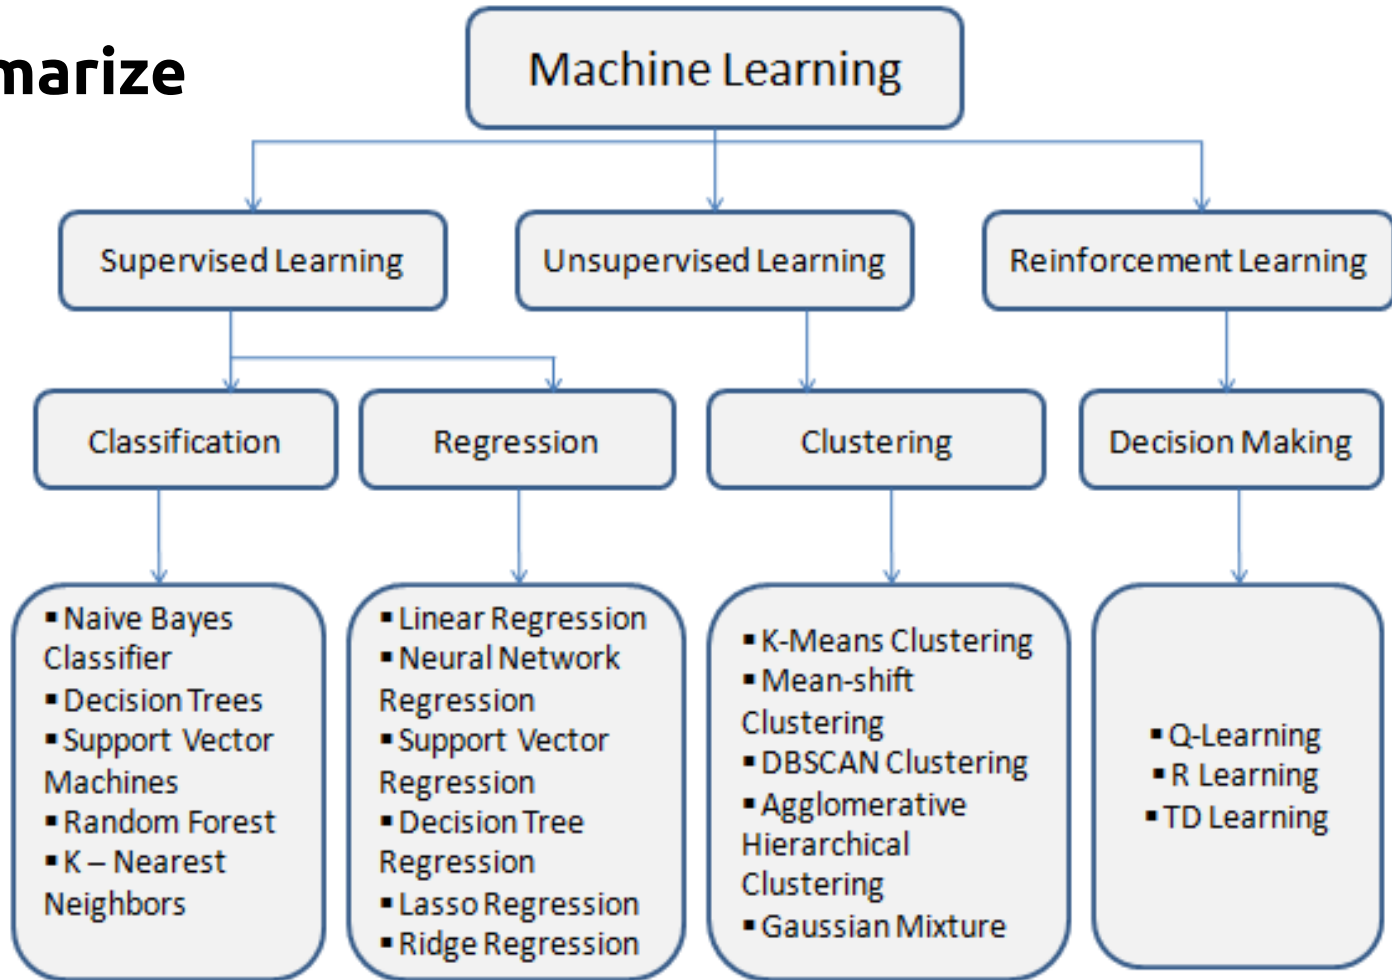 marize
Machine Learning
Supervised Learning
Unsupervised Learning
Reinforcement Learning
Classification
Regression
Clustering
Decision Making
▪ Naive Bayes
Classifier
▪ Decision Trees
▪ Support Vector
Machines
▪ Random Forest
▪ K – Nearest
Neighbors
▪ Linear Regression
▪ Neural Network
Regression
▪ Support Vector
Regression
▪ Decision Tree
Regression
▪ Lasso Regression
▪ Ridge Regression
▪ K-Means Clustering
▪ Mean-shift
Clustering
▪ DBSCAN Clustering
▪ Agglomerative
Hierarchical
Clustering
▪ Gaussian Mixture
▪ Q-Learning
▪ R Learning
▪ TD Learning